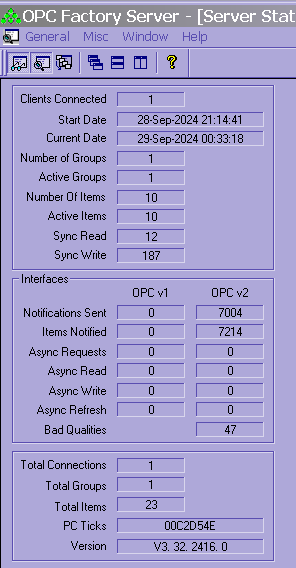 OPC Factory Server - [Server Stat
General Misc Window Help
Clients Connected 1
Start Date 28-Sep-2024 21:14:41
Current Date 29-Sep-2024 00:33:18
Number of Groups 1
Active Groups 1
Number Of Items 10
Active Items 10
Sync Read 12
Sync Write 187
Interfaces
OPC v1 OPC v2
Notifications Sent 0 7004
Items Notified 0 7214
Async Requests 0 0
Async Read 0 0
Async Write 0 0
Async Refresh 0 0
Bad Qualities 47
Total Connections 1
Total Groups 1
Total Items 23
PC Ticks 00C2D54E
Version V3. 32. 2416. 0